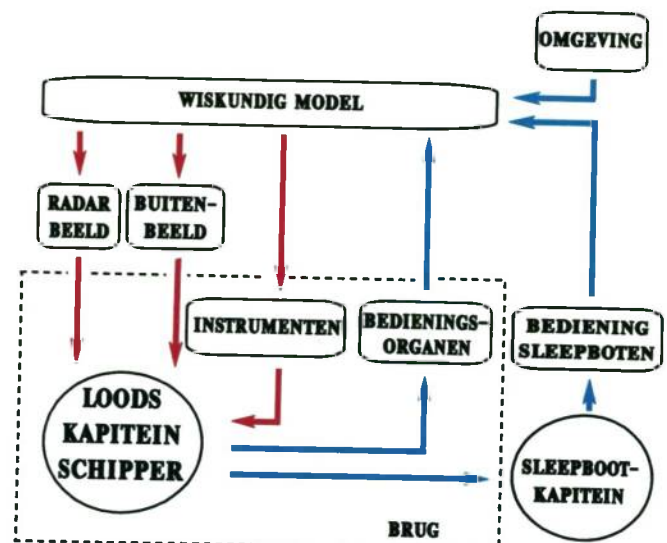 OMGEVING
WISKUNDIG MODEL
RADAR
BEELD
BUITEN-
BEELD
INSTRUMENTEN
BEDIENINGS-
ORGANEN
BEDIENING
SLEEPBOTEN
LOODS
KAPITEIN
SCHIPPER
SLEEPBOOT-
KAPITEIN
BRUG